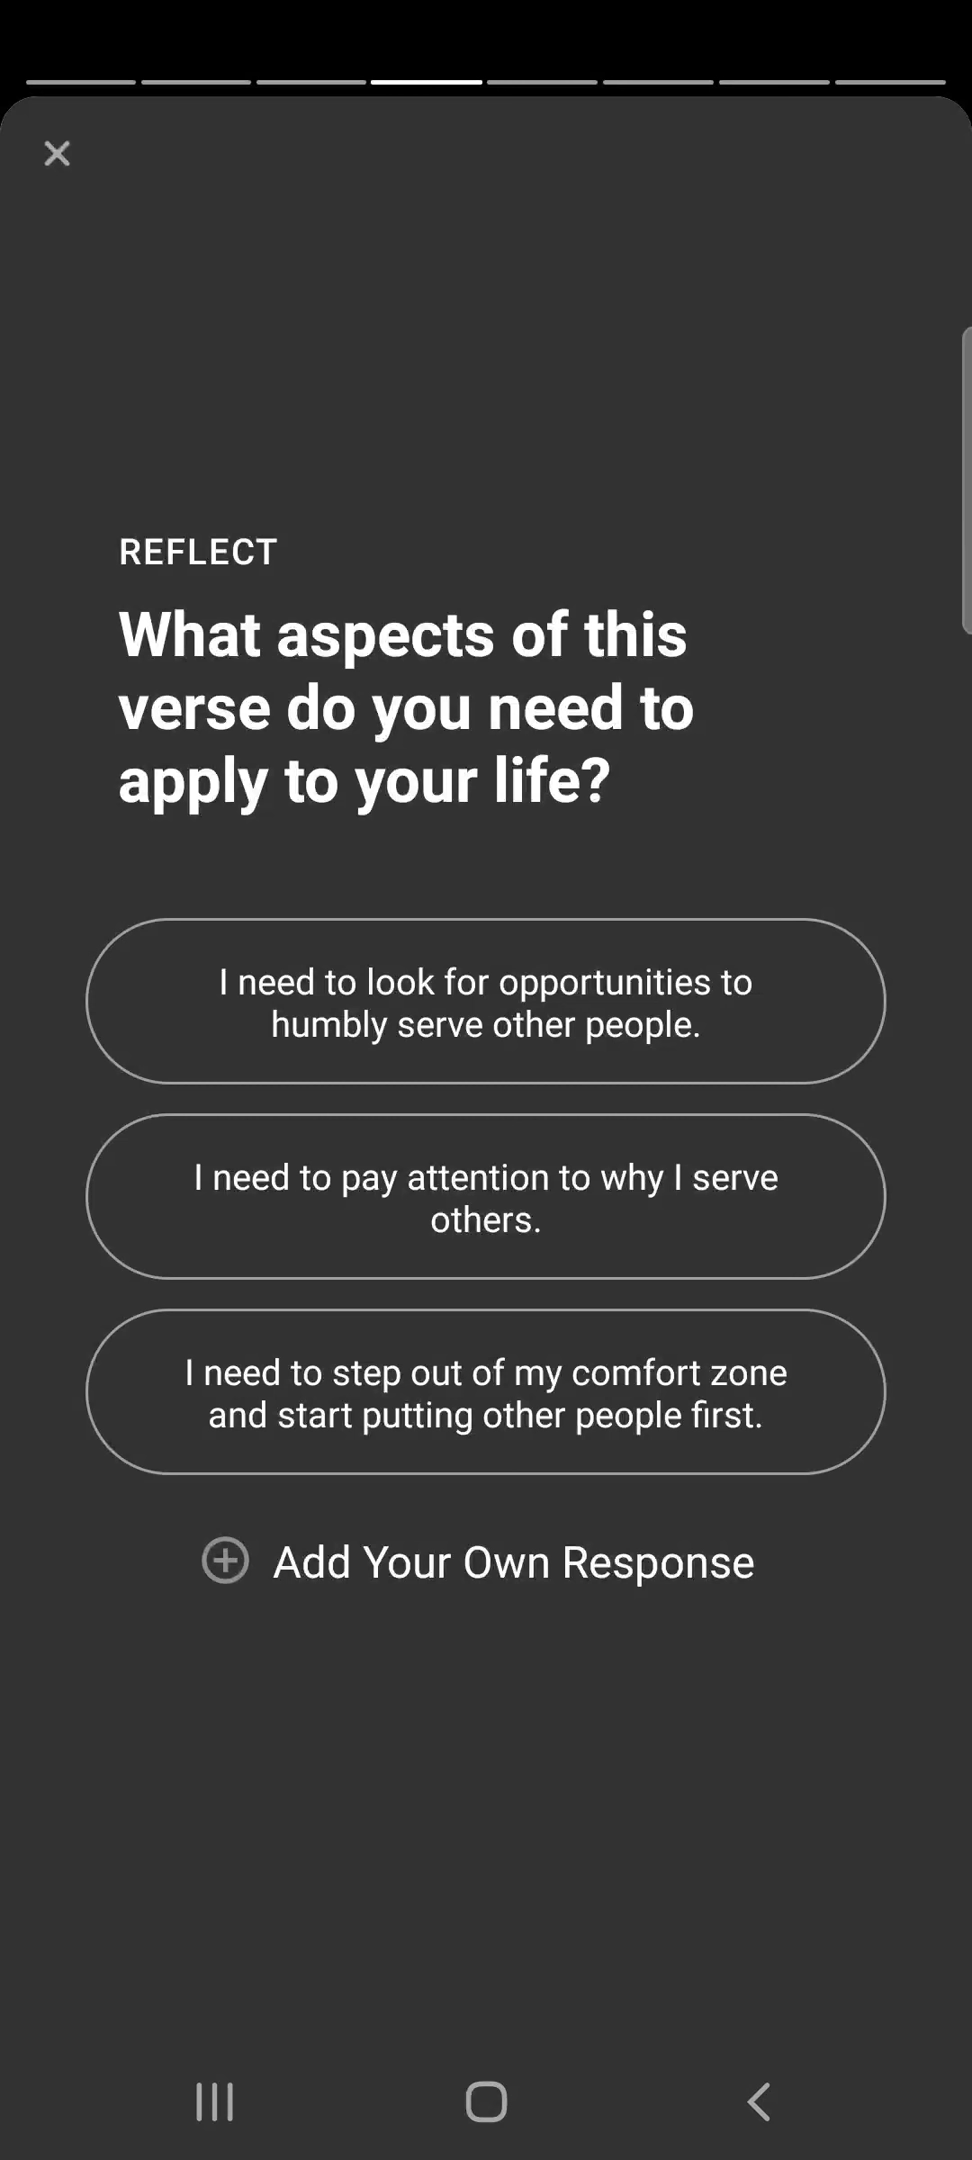 REFLECT
What aspects of this
verse do you need to
apply to your life?
I need to look for opportunities to
humbly serve other people.
I need to pay attention to why I serve
others.
I need to step out of my comfort zone
and start putting other people first.
Add Your Own Response